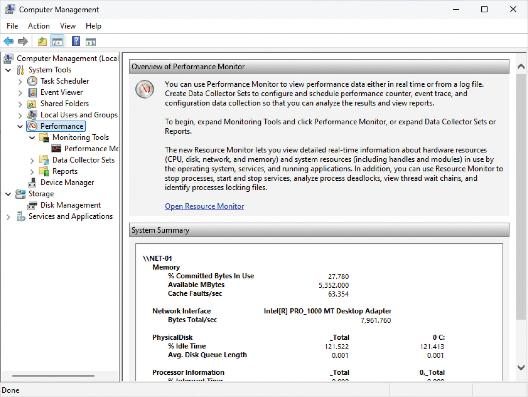 Computer Management
File Action View Help
Computer Management (Local
System Tools
Task Scheduler
Event Viewer
Shared Folders
Local Users and Groups
Performance
Monitoring Tools
Performance Mo
Data Collector Sets
Reports
Device Manager
Storage
Disk Management
Services and Applications
Overview of Performance Monitor
You can use Performance Monitor to view performance data either in real time or from a log file.
Create Data Collector Sets to configure and schedule performance counter, event trace, and
configuration data collection so that you can analyze the results and view reports.
To begin, expand Monitoring Tools and click Performance Monitor, or expand Data Collector Sets or
Reports.
The new Resource Monitor lets you view detailed real-time information about hardware resources
(CPU, disk, network, and memory) and system resources (including handles and modules) in use by
the operating system, services, and running applications. In addition, you can use Resource Monitor to
stop processes, start and stop services, analyze process deadlocks, view thread wait chains, and
identify processes locking files.
Open Resource Monitor
System Summary
\\NET-01
Memory
% Committed Bytes In Use 27.780
Available MBytes 5,352.000
Cache Faults/sec 63.354
Network Interface Intel[R] PRO_1000 MT Desktop Adapter
Bytes Total/sec 7,961.760
PhysicalDisk _Total 0 C:
% Idle Time 121.522 121.413
Avg. Disk Queue Length 0.001 0.001
Processor Information _Total 0,_Total
Done